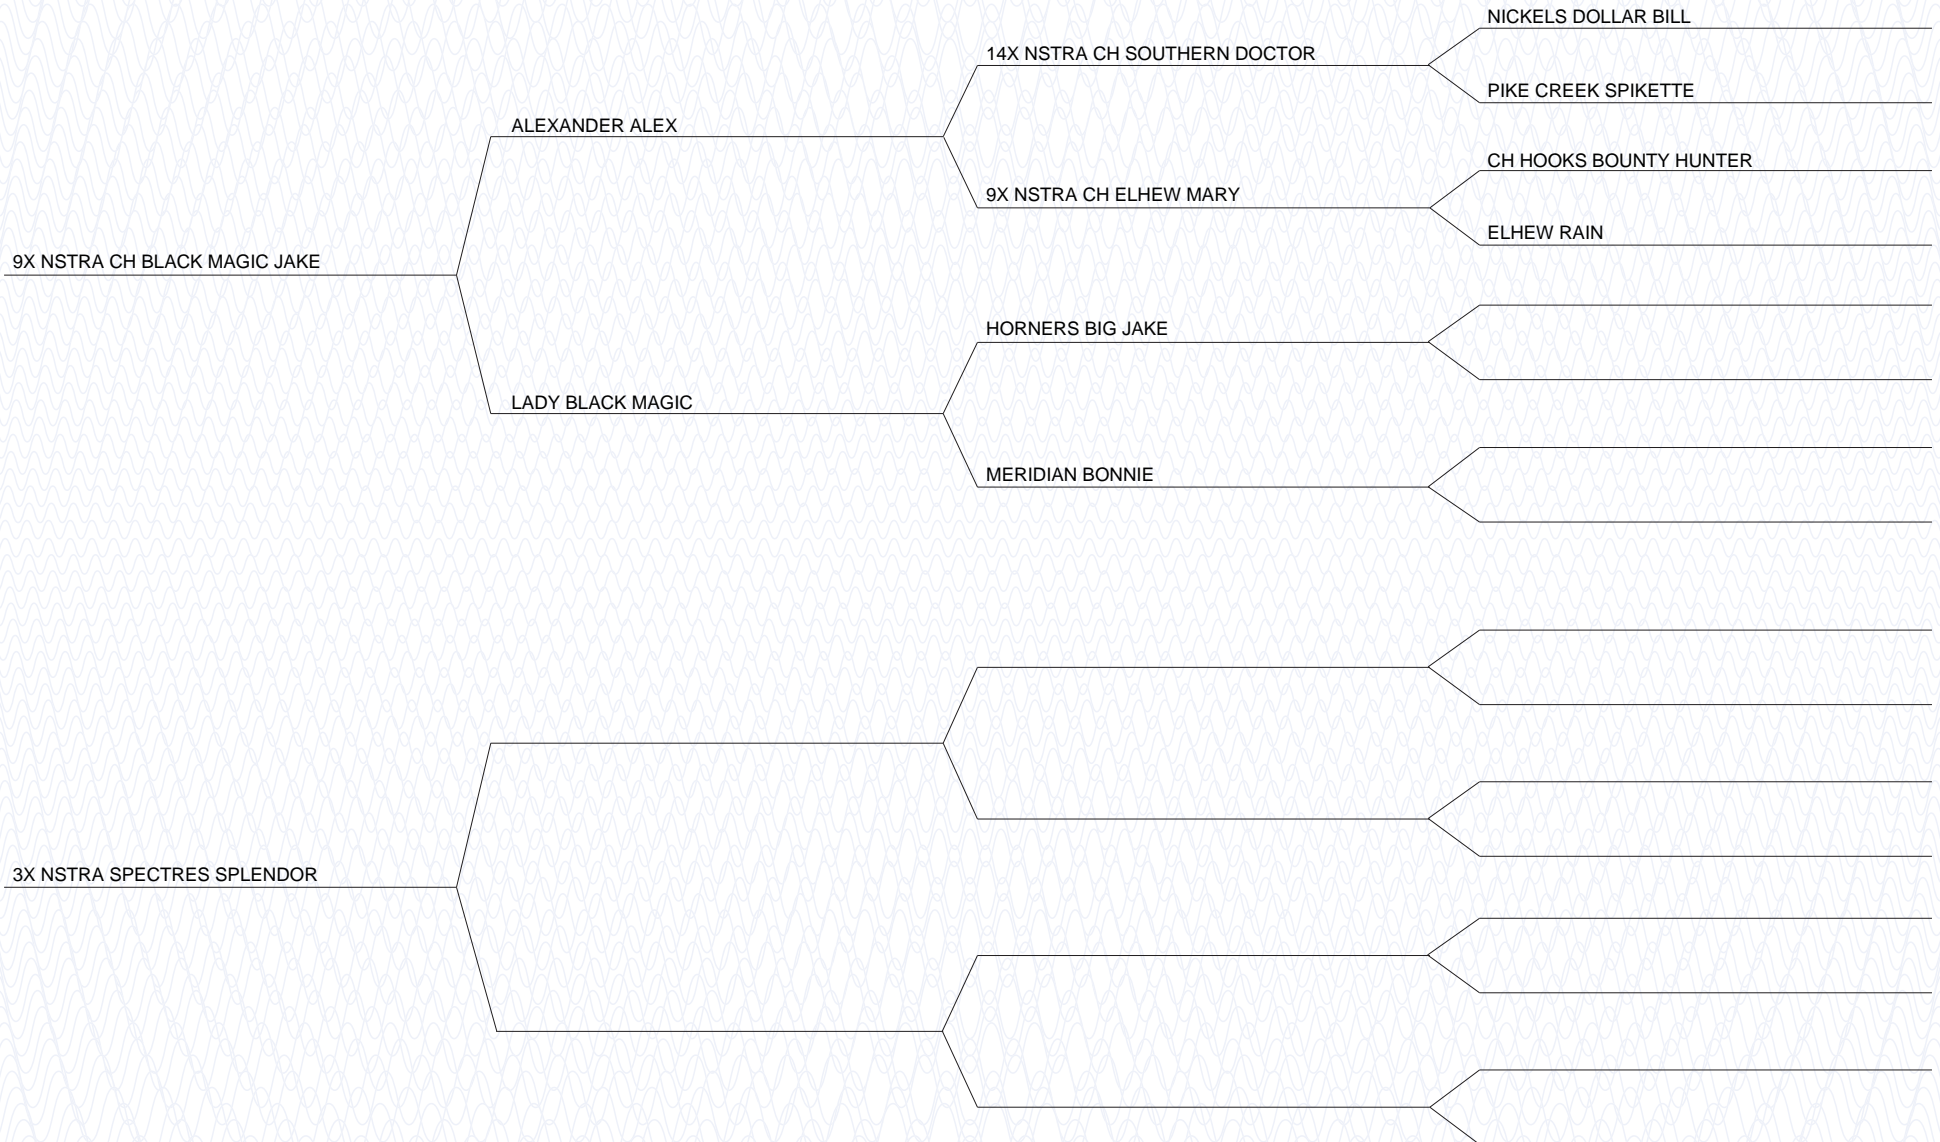 NICKELS DOLLAR BILL
14X NSTRA CH SOUTHERN DOCTOR
PIKE CREEK SPIKETTE
ALEXANDER ALEX
CH HOOKS BOUNTY HUNTER
9X NSTRA CH ELHEW MARY
ELHEW RAIN
9X NSTRA CH BLACK MAGIC JAKE
HORNERS BIG JAKE
LADY BLACK MAGIC
MERIDIAN BONNIE
3X NSTRA SPECTRES SPLENDOR